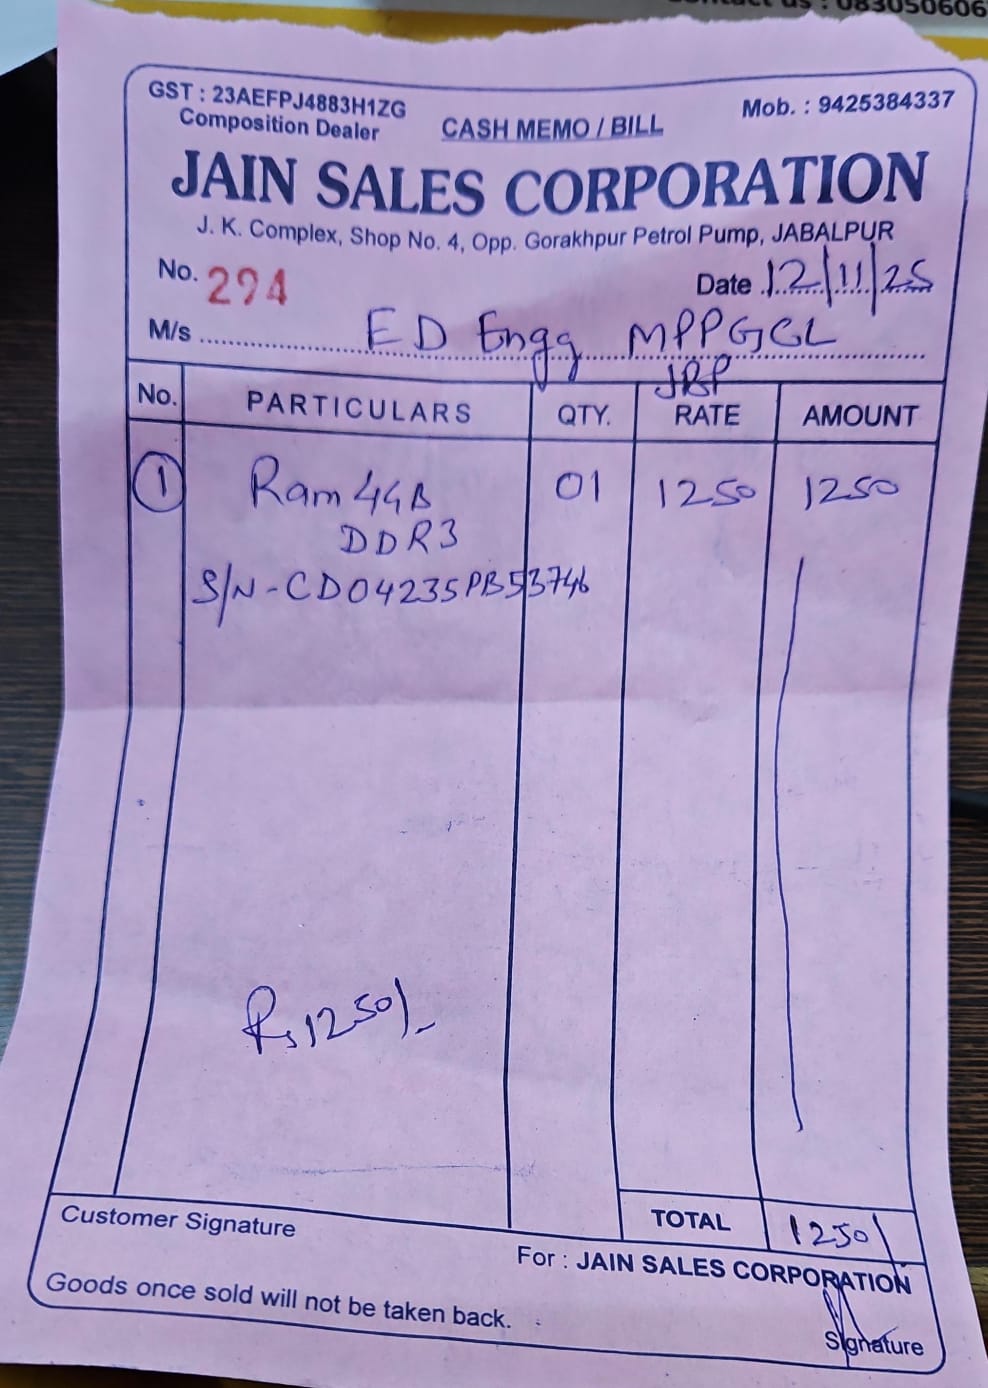 : 083050606
GST : 23AEFPJ4883H1ZG
Composition Dealer
CASH MEMO / BILL
Mob. : 9425384337
JAIN SALES CORPORATION
J. K. Complex, Shop No. 4, Opp. Gorakhpur Petrol Pump, JABALPUR
No. 294
Date 12/11/25
M/s ED Engg MPPGCL
JBP
No. PARTICULARS QTY. RATE AMOUNT
1 Ram 4GB 01 1250 1250
DDR3
S/N-CD04235PB53746
Rs 1250/-
TOTAL 1250/
Customer Signature
For : JAIN SALES CORPORATION
Goods once sold will not be taken back.
Signature